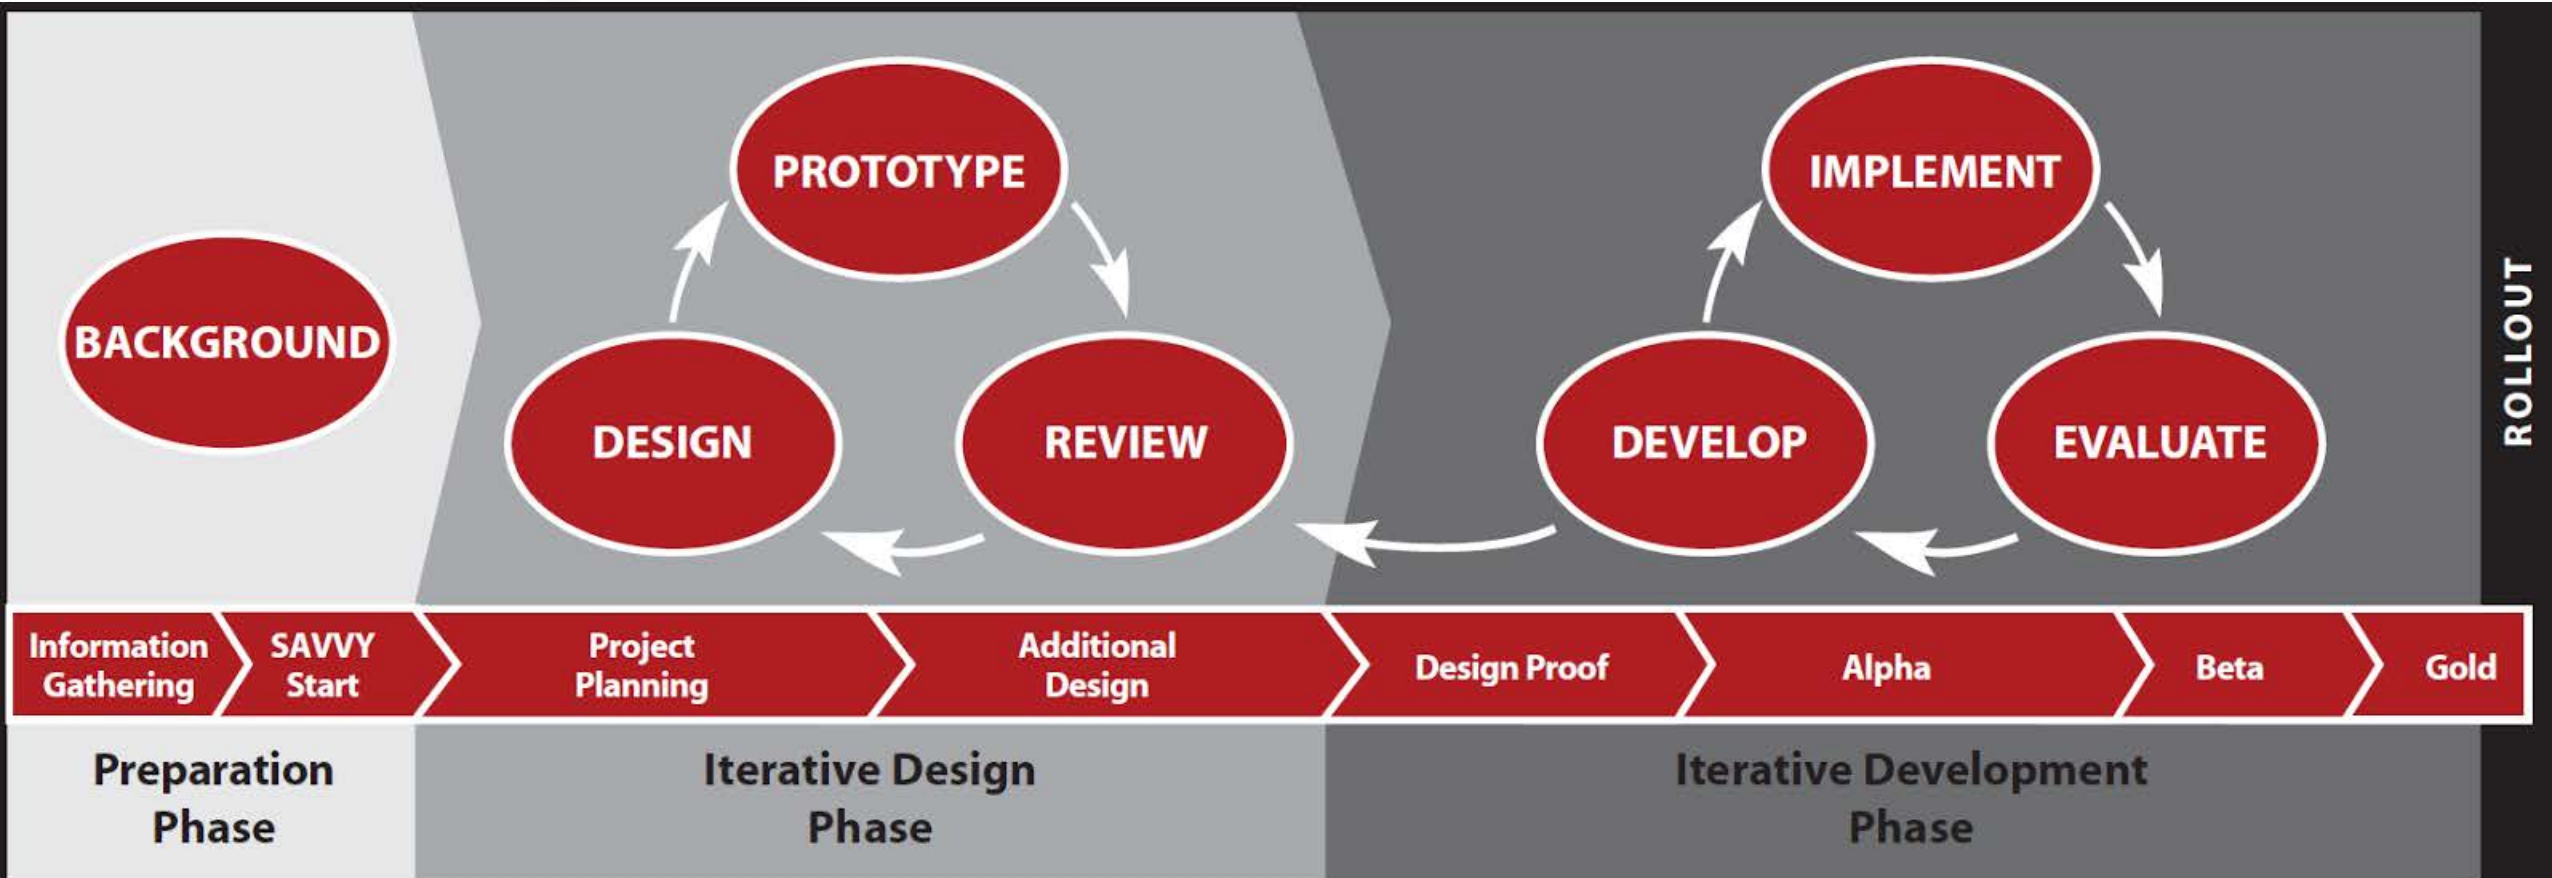 BACKGROUND
PROTOTYPE
DESIGN
REVIEW
IMPLEMENT
DEVELOP
EVALUATE
ROLLOUT
Information
Gathering
SAVVY
Start
Project
Planning
Additional
Design
Design Proof
Alpha
Beta
Gold
Preparation
Phase
Iterative Design
Phase
Iterative Development
Phase